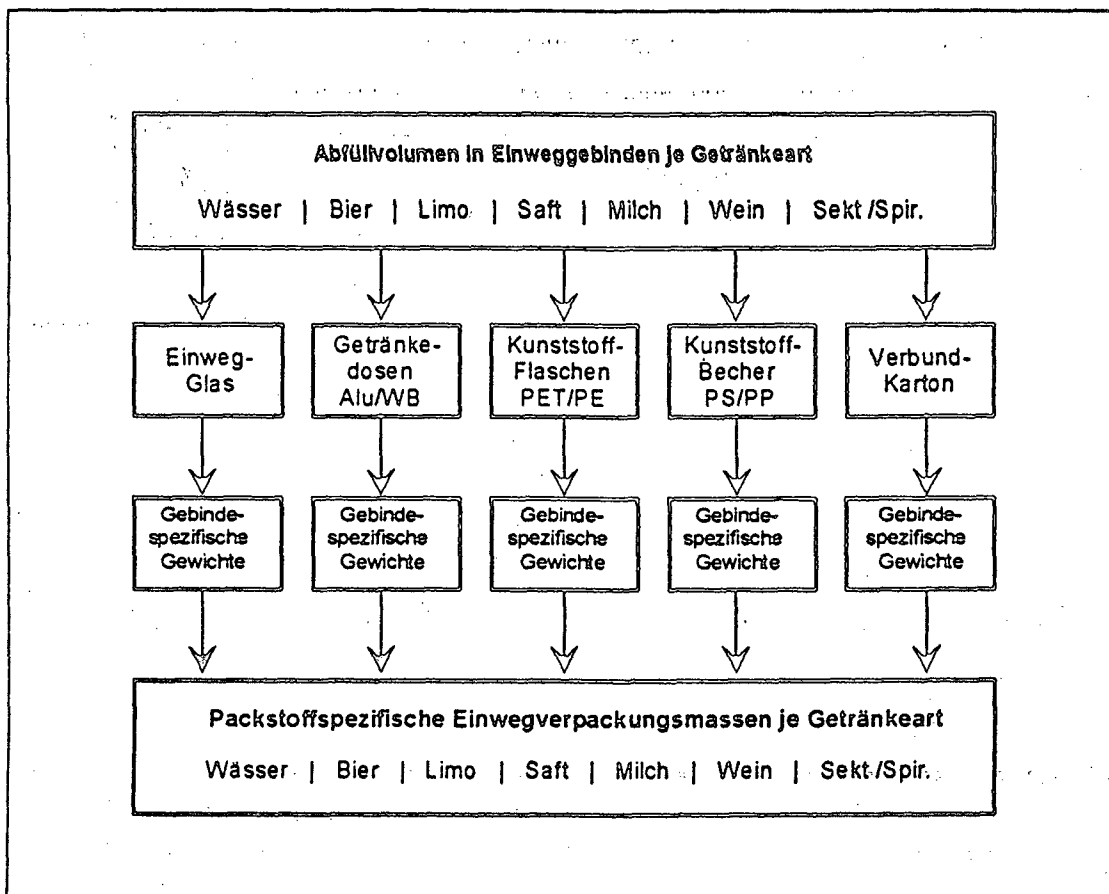 Abfüllvolumen in Einweggebinden je Getränkeart
Wässer | Bier | Limo | Saft | Milch | Wein | Sekt /Spir.
Einweg-
Glas
Getränke-
dosen
Alu/WB
Kunststoff-
Flaschen
PET/PE
Kunststoff-
Becher
PS/PP
Verbund-
Karton
Gebinde-
spezifische
Gewichte
Gebinde-
spezifische
Gewichte
Gebinde-
spezifische
Gewichte
Gebinde-
spezifische
Gewichte
Gebinde-
spezifische
Gewichte
Packstoffspezifische Einwegverpackungsmassen je Getränkeart
Wässer | Bier | Limo | Saft | Milch | Wein | Sekt /Spir.